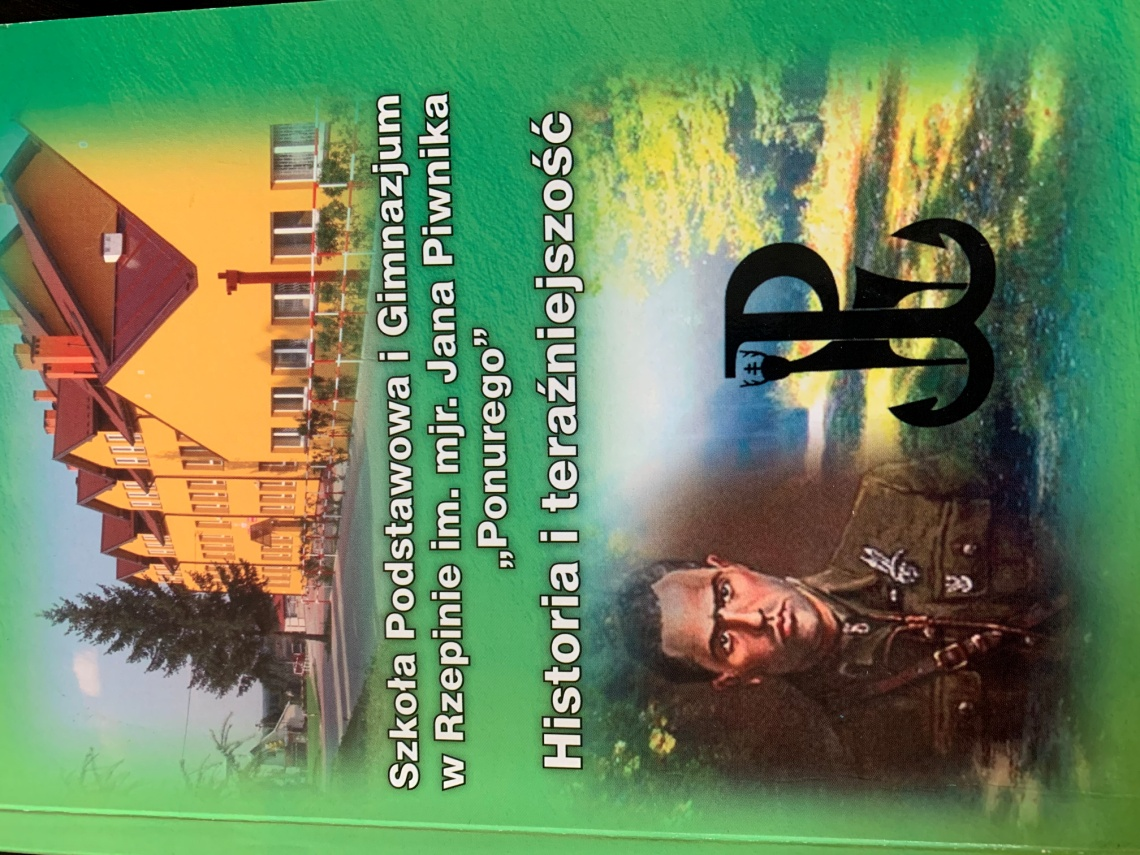 Szkoła Podstawowa i Gimnazjum
w Rzepinie im. mjr. Jana Piwnika
„Ponurego”
Historia i teraźniejszość